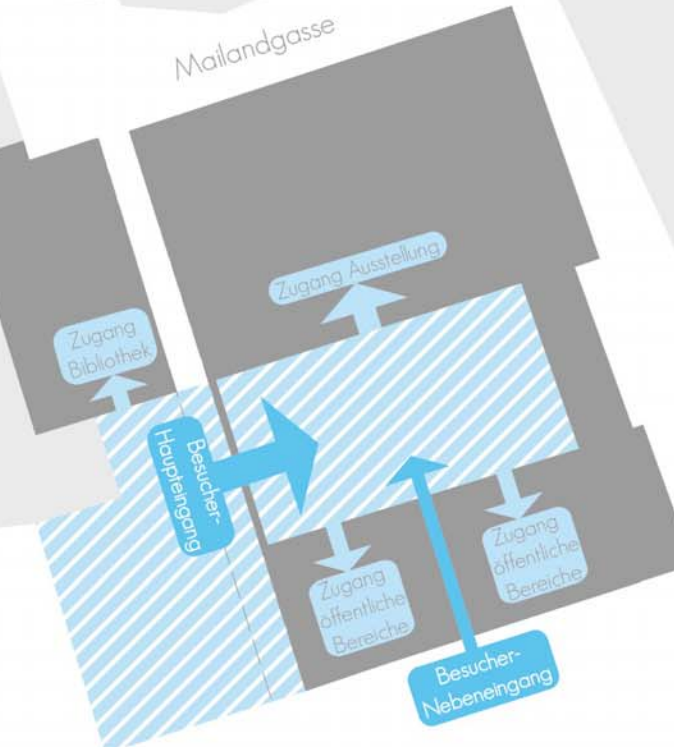 Mailandgasse
Zugang Ausstellung
Zugang
Bibliothek
Besucher-
Haupteingang
Zugang
öffentliche
Bereiche
Zugang
öffentliche
Bereiche
Besucher-
Nebeneingang